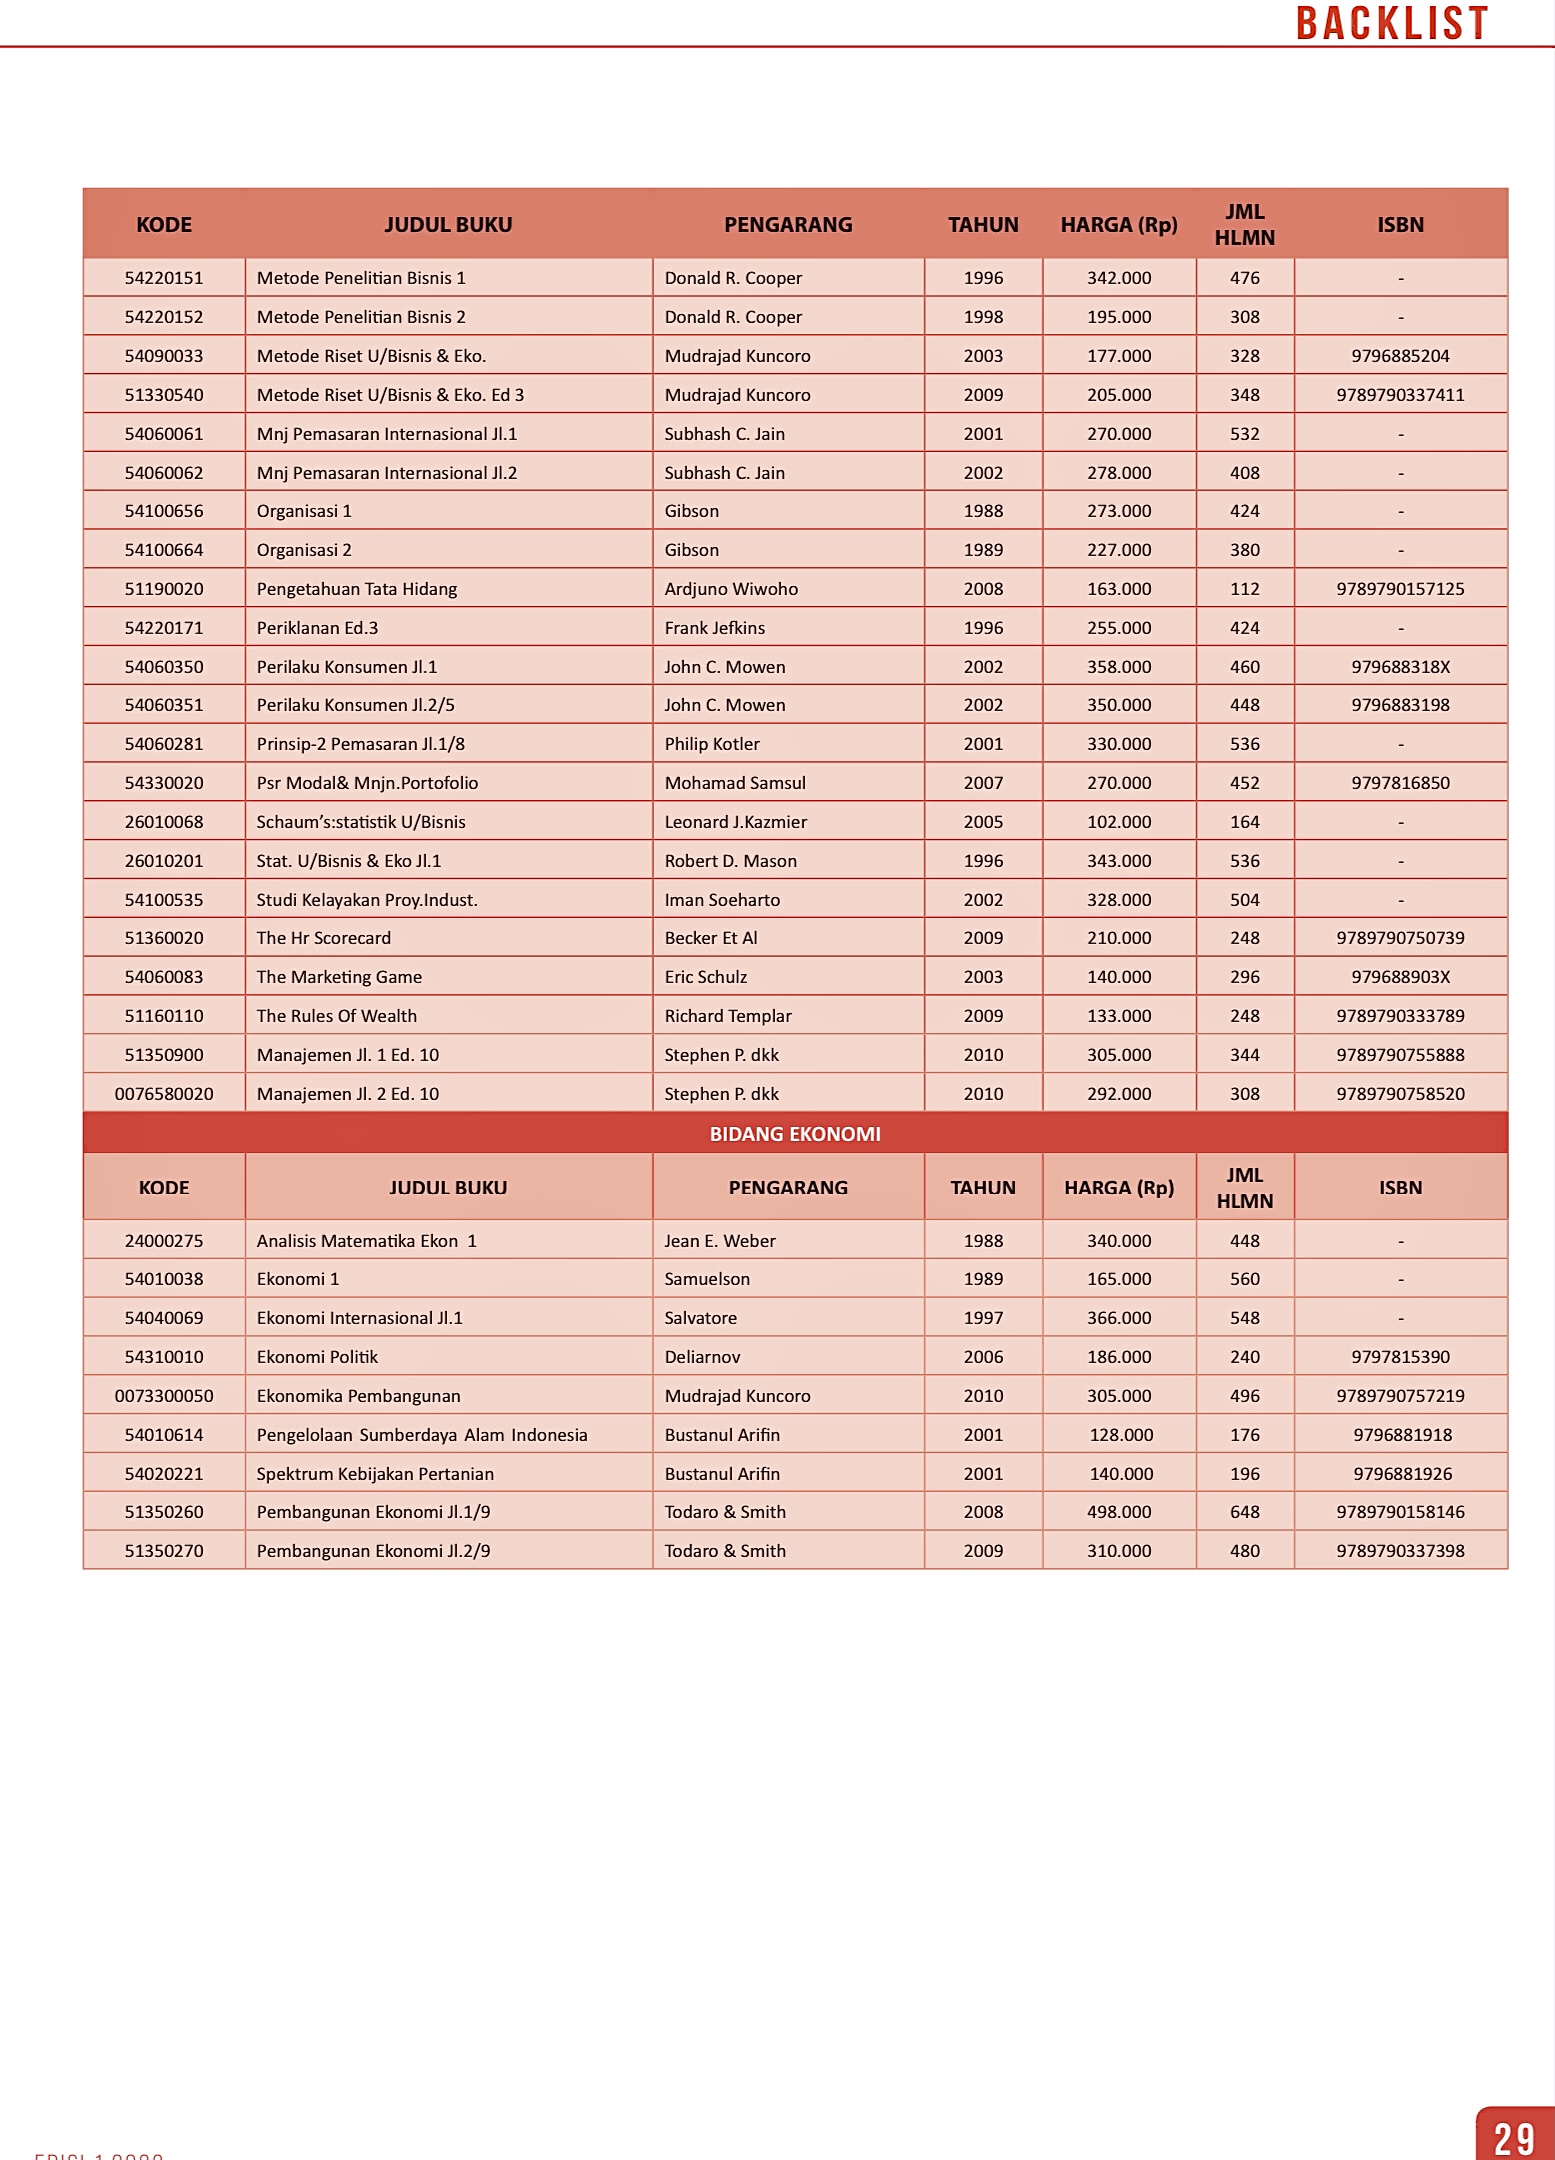 BACKLIST
KODE JUDUL BUKU PENGARANG TAHUN HARGA (Rp) JML HLMN ISBN
54220151 Metode Penelitian Bisnis 1 Donald R. Cooper 1996 342.000 476 -
54220152 Metode Penelitian Bisnis 2 Donald R. Cooper 1998 195.000 308 -
54090033 Metode Riset U/Bisnis & Eko. Mudrajad Kuncoro 2003 177.000 328 9796885204
51330540 Metode Riset U/Bisnis & Eko. Ed 3 Mudrajad Kuncoro 2009 205.000 348 9789790337411
54060061 Mnj Pemasaran Internasional Jl.1 Subhash C. Jain 2001 270.000 532 -
54060062 Mnj Pemasaran Internasional Jl.2 Subhash C. Jain 2002 278.000 408 -
54100656 Organisasi 1 Gibson 1988 273.000 424 -
54100664 Organisasi 2 Gibson 1989 227.000 380 -
51190020 Pengetahuan Tata Hidang Ardjuno Wiwoho 2008 163.000 112 9789790157125
54220171 Periklanan Ed.3 Frank Jefkins 1996 255.000 424 -
54060350 Perilaku Konsumen Jl.1 John C. Mowen 2002 358.000 460 979688318X
54060351 Perilaku Konsumen Jl.2/5 John C. Mowen 2002 350.000 448 9796883198
54060281 Prinsip-2 Pemasaran Jl.1/8 Philip Kotler 2001 330.000 536 -
54330020 Psr Modal& Mnjn.Portofolio Mohamad Samsul 2007 270.000 452 9797816850
26010068 Schaum’s:statistik U/Bisnis Leonard J.Kazmier 2005 102.000 164 -
26010201 Stat. U/Bisnis & Eko Jl.1 Robert D. Mason 1996 343.000 536 -
54100535 Studi Kelayakan Proy.Indust. Iman Soeharto 2002 328.000 504 -
51360020 The Hr Scorecard Becker Et Al 2009 210.000 248 9789790750739
54060083 The Marketing Game Eric Schulz 2003 140.000 296 979688903X
51160110 The Rules Of Wealth Richard Templar 2009 133.000 248 9789790333789
51350900 Manajemen Jl. 1 Ed. 10 Stephen P. dkk 2010 305.000 344 9789790755888
0076580020 Manajemen Jl. 2 Ed. 10 Stephen P. dkk 2010 292.000 308 9789790758520
BIDANG EKONOMI
KODE JUDUL BUKU PENGARANG TAHUN HARGA (Rp) JML HLMN ISBN
24000275 Analisis Matematika Ekon 1 Jean E. Weber 1988 340.000 448 -
54010038 Ekonomi 1 Samuelson 1989 165.000 560 -
54040069 Ekonomi Internasional Jl.1 Salvatore 1997 366.000 548 -
54310010 Ekonomi Politik Deliarnov 2006 186.000 240 9797815390
0073300050 Ekonomika Pembangunan Mudrajad Kuncoro 2010 305.000 496 9789790757219
54010614 Pengelolaan Sumberdaya Alam Indonesia Bustanul Arifin 2001 128.000 176 9796881918
54020221 Spektrum Kebijakan Pertanian Bustanul Arifin 2001 140.000 196 9796881926
51350260 Pembangunan Ekonomi Jl.1/9 Todaro & Smith 2008 498.000 648 9789790158146
51350270 Pembangunan Ekonomi Jl.2/9 Todaro & Smith 2009 310.000 480 9789790337398
29